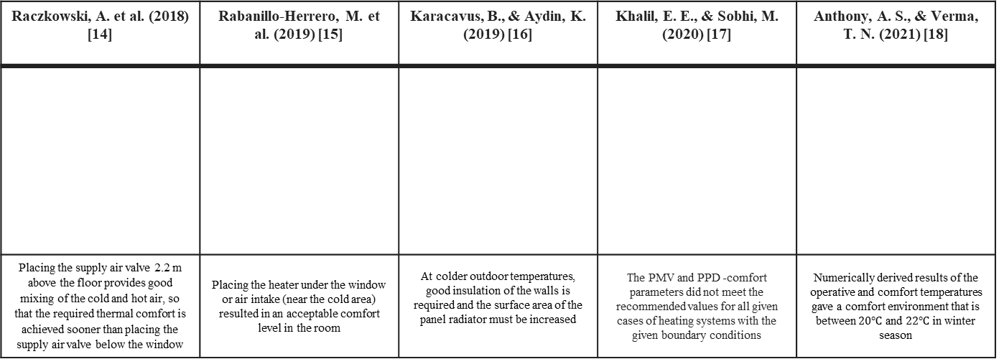 Raczkowski, A. et al. (2018)
[14]
Rabanillo-Herrero, M. et
al. (2019) [15]
Karacavus, B., & Aydin, K.
(2019) [16]
Khalil, E. E., & Sobhi, M.
(2020) [17]
Anthony, A. S., & Verma,
T. N. (2021) [18]
Placing the supply air valve 2.2 m
above the floor provides good
mixing of the cold and hot air, so
that the required thermal comfort is
achieved sooner than placing the
supply air valve below the window
Placing the heater under the window
or air intake (near the cold area)
resulted in an acceptable comfort
level in the room
At colder outdoor temperatures,
good insulation of the walls is
required and the surface area of the
panel radiator must be increased
The PMV and PPD -comfort
parameters did not meet the
recommended values for all given
cases of heating systems with the
given boundary conditions
Numerically derived results of the
operative and comfort temperatures
gave a comfort environment that is
between 20°C and 22°C in winter
season